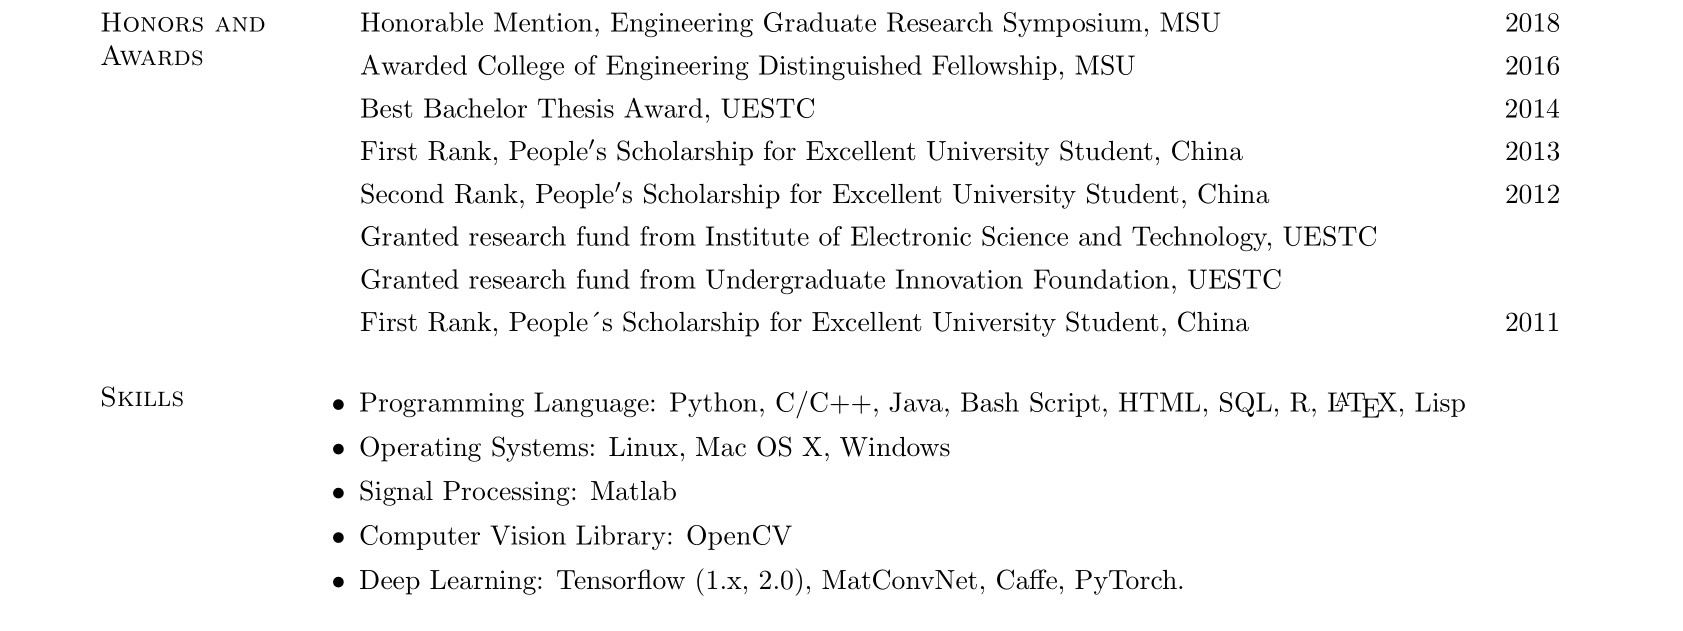 HONORS AND AWARDS
Honorable Mention, Engineering Graduate Research Symposium, MSU 2018
Awarded College of Engineering Distinguished Fellowship, MSU 2016
Best Bachelor Thesis Award, UESTC 2014
First Rank, People′s Scholarship for Excellent University Student, China 2013
Second Rank, People′s Scholarship for Excellent University Student, China 2012
Granted research fund from Institute of Electronic Science and Technology, UESTC
Granted research fund from Undergraduate Innovation Foundation, UESTC
First Rank, People´s Scholarship for Excellent University Student, China 2011
SKILLS
• Programming Language: Python, C/C++, Java, Bash Script, HTML, SQL, R, LATEX, Lisp
• Operating Systems: Linux, Mac OS X, Windows
• Signal Processing: Matlab
• Computer Vision Library: OpenCV
• Deep Learning: Tensorflow (1.x, 2.0), MatConvNet, Caffe, PyTorch.